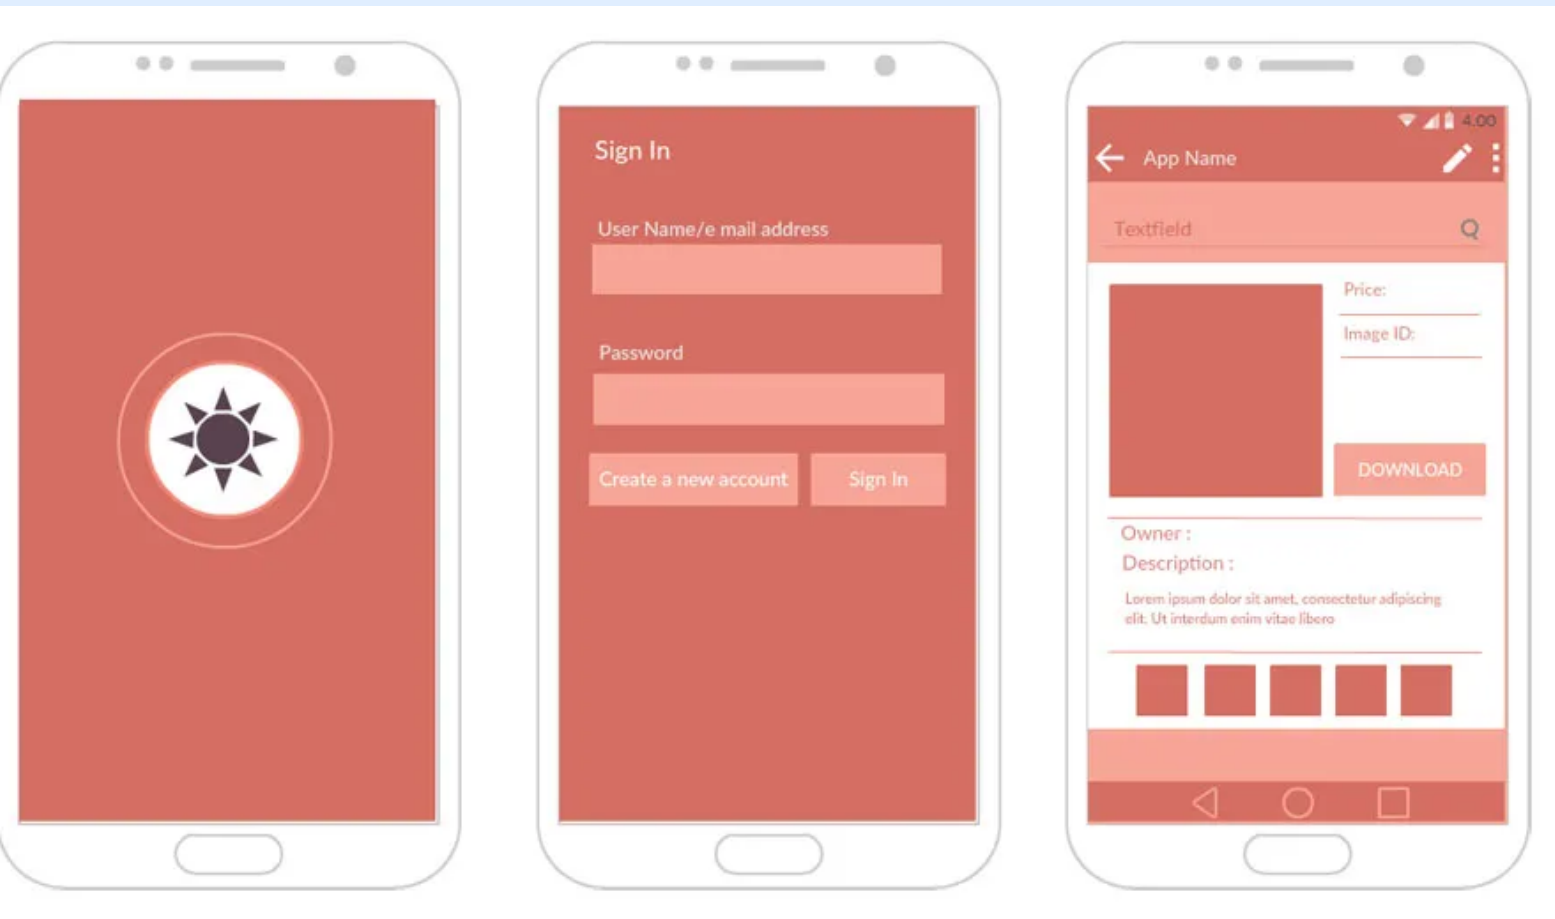 Sign In
User Name/e mail address
Password
Create a new account
Sign In
4.00
App Name
Textfield
Price:
Image ID:
DOWNLOAD
Owner :
Description :
Lorem ipsum dolor sit amet, consectetur adipiscing
elit. Ut interdum enim vitae libero